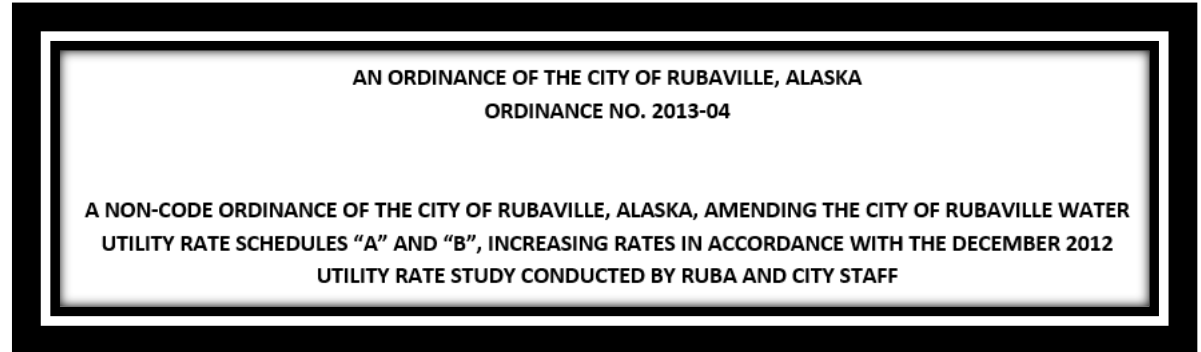 AN ORDINANCE OF THE CITY OF RUBAVILLE, ALASKA
ORDINANCE NO. 2013-04
A NON-CODE ORDINANCE OF THE CITY OF RUBAVILLE, ALASKA, AMENDING THE CITY OF RUBAVILLE WATER
UTILITY RATE SCHEDULES “A” AND “B”, INCREASING RATES IN ACCORDANCE WITH THE DECEMBER 2012
UTILITY RATE STUDY CONDUCTED BY RUBA AND CITY STAFF